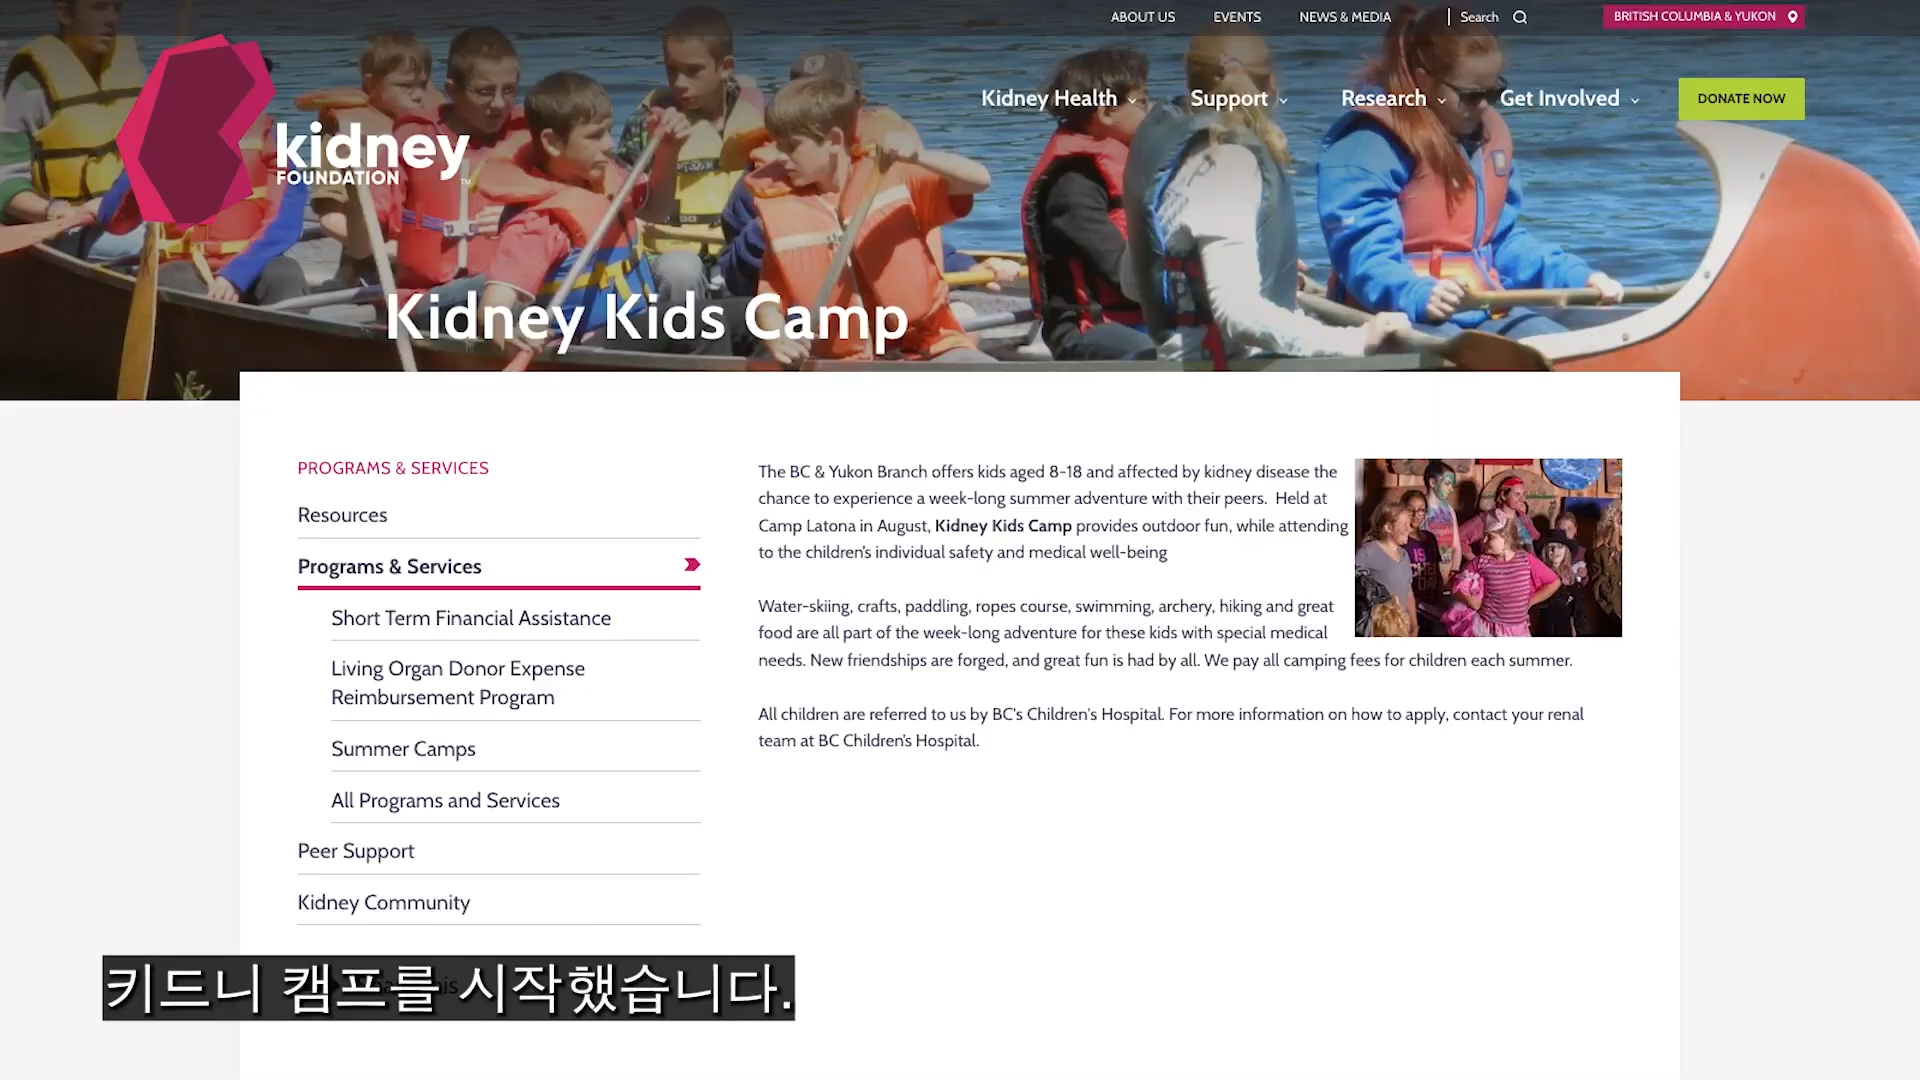 ABOUT US EVENTS NEWS & MEDIA Search BRITISH COLUMBIA & YUKON
Kidney Health Support Research Get Involved DONATE NOW
kidney
FOUNDATION
Kidney Kids Camp
PROGRAMS & SERVICES
Resources
Programs & Services
Short Term Financial Assistance
Living Organ Donor Expense
Reimbursement Program
Summer Camps
All Programs and Services
Peer Support
Kidney Community
The BC & Yukon Branch offers kids aged 8-18 and affected by kidney disease the
chance to experience a week-long summer adventure with their peers. Held at
Camp Latona in August, Kidney Kids Camp provides outdoor fun, while attending
to the children's individual safety and medical well-being
Water-skiing, crafts, paddling, ropes course, swimming, archery, hiking and great
food are all part of the week-long adventure for these kids with special medical
needs. New friendships are forged, and great fun is had by all. We pay all camping fees for children each summer.
All children are referred to us by BC's Children's Hospital. For more information on how to apply, contact your renal
team at BC Children's Hospital.
키드니 캠프를 시작했습니다.